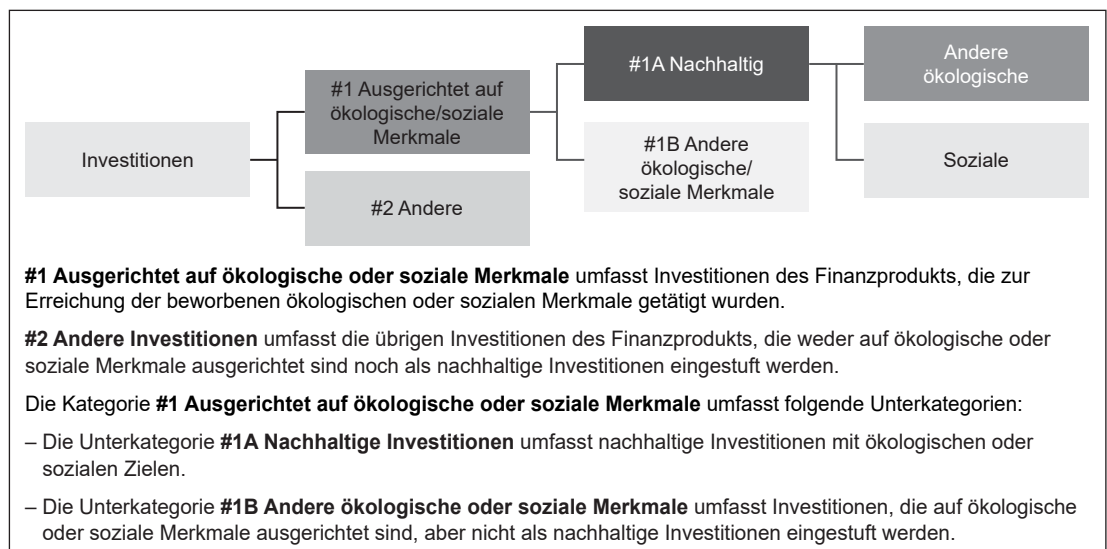 Investitionen
#1 Ausgerichtet auf
ökologische/soziale
Merkmale
#2 Andere
#1A Nachhaltig
#1B Andere
ökologische/
soziale Merkmale
Andere
ökologische
Soziale
#1 Ausgerichtet auf ökologische oder soziale Merkmale umfasst Investitionen des Finanzprodukts, die zur
Erreichung der beworbenen ökologischen oder sozialen Merkmale getätigt wurden.
#2 Andere Investitionen umfasst die übrigen Investitionen des Finanzprodukts, die weder auf ökologische oder
soziale Merkmale ausgerichtet sind noch als nachhaltige Investitionen eingestuft werden.
Die Kategorie #1 Ausgerichtet auf ökologische oder soziale Merkmale umfasst folgende Unterkategorien:
– Die Unterkategorie #1A Nachhaltige Investitionen umfasst nachhaltige Investitionen mit ökologischen oder
sozialen Zielen.
– Die Unterkategorie #1B Andere ökologische oder soziale Merkmale umfasst Investitionen, die auf ökologische
oder soziale Merkmale ausgerichtet sind, aber nicht als nachhaltige Investitionen eingestuft werden.